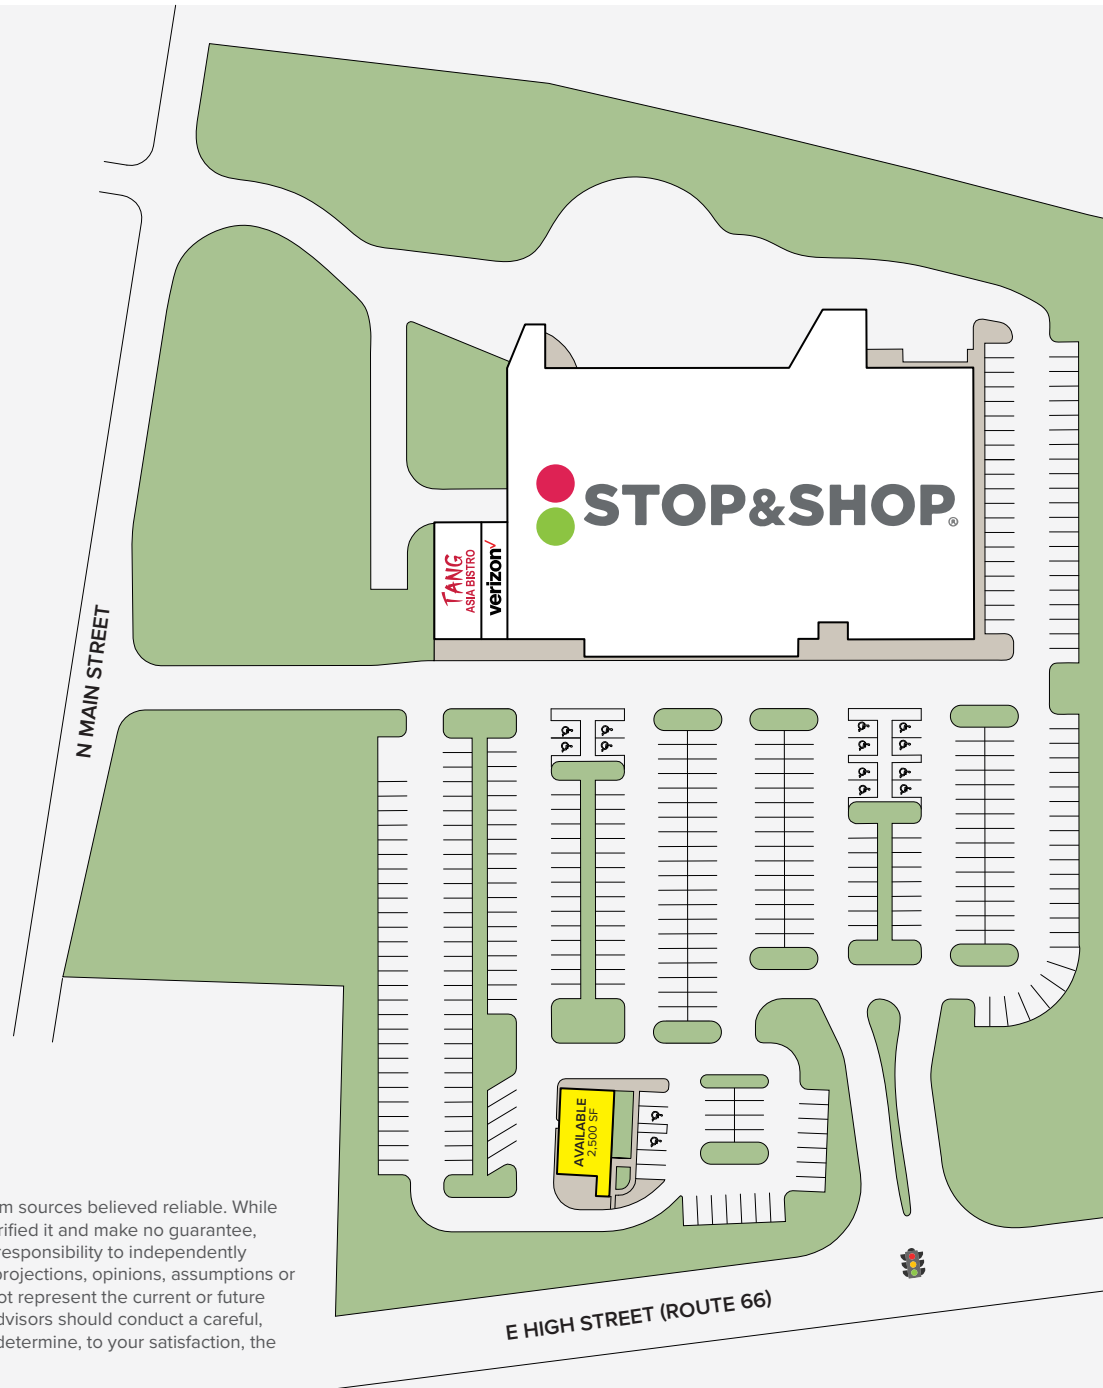 STOP&SHOP®
TANG
ASIA BISTRO
verizon✓
N MAIN STREET
AVAILABLE
2,500 SF
m sources believed reliable. While
rified it and make no guarantee,
responsibility to independently
projections, opinions, assumptions or
ot represent the current or future
dvisors should conduct a careful,
determine, to your satisfaction, the
E HIGH STREET (ROUTE 66)